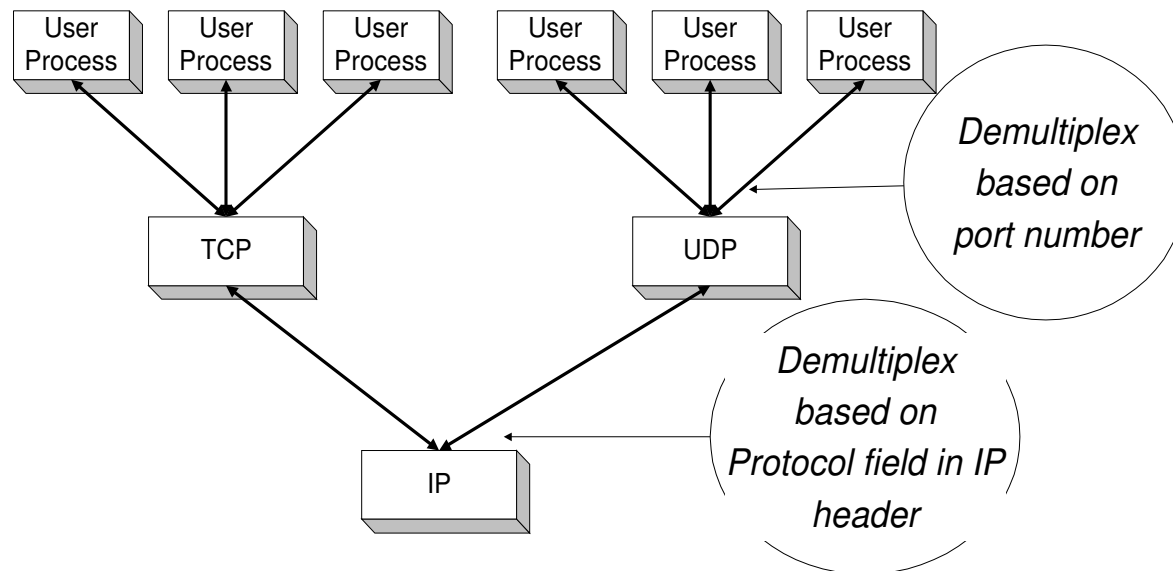 User
Process
User
Process
User
Process
User
Process
User
Process
User
Process
Demultiplex
based on
port number
TCP
UDP
Demultiplex
based on
Protocol field in IP
header
IP